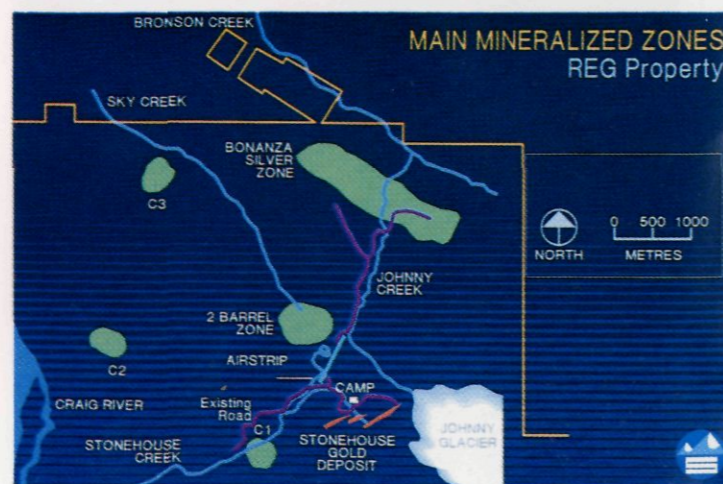 BRONSON CREEK
MAIN MINERALIZED ZONES
REG Property
SKY CREEK
BONANZA
SILVER
ZONE
C3
0 500 1000
NORTH
METRES
JOHNNY
CREEK
2 BARREL
ZONE
AIRSTRIP
C2
CAMP
CRAIG RIVER
Existing
Road
C1
STONEHOUSE
CREEK
STONEHOUSE
GOLD
DEPOSIT
JOHNNY
GLACIER